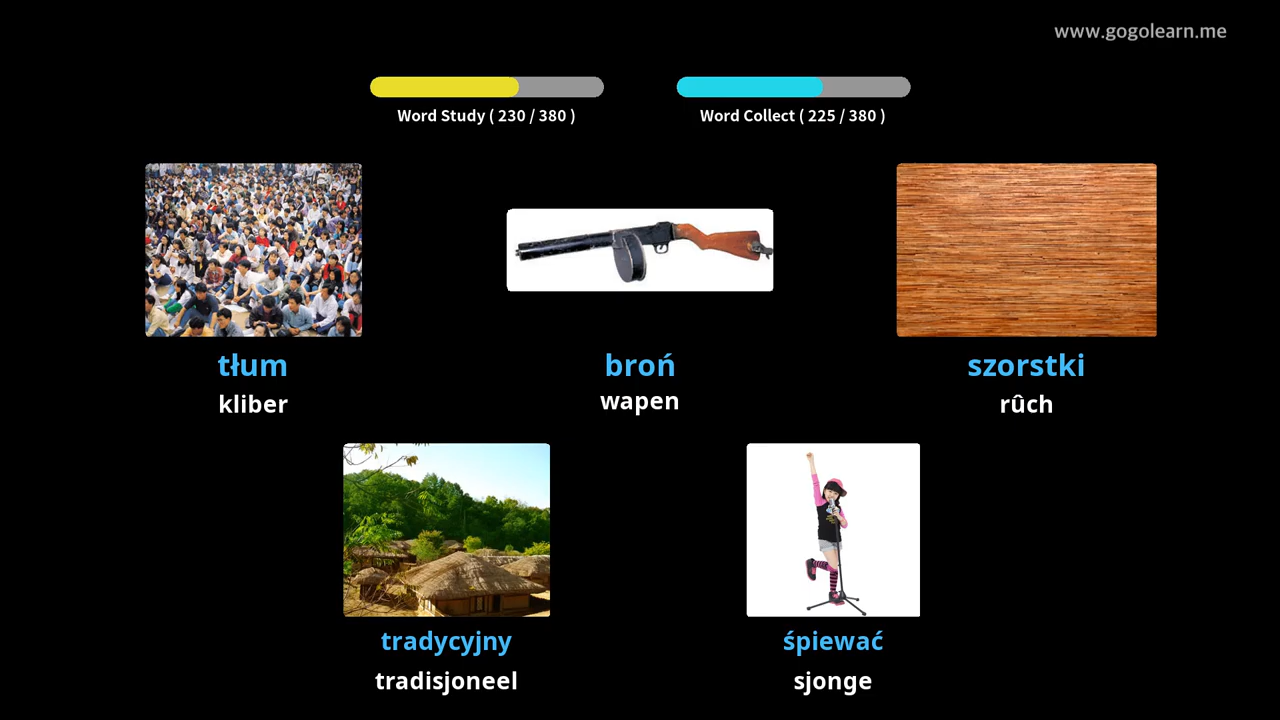 www.gogolearn.me
Word Study ( 230 / 380 )
Word Collect ( 225 / 380 )
tłum
kliber
broń
wapen
szorstki
rûch
tradycyjny
tradisjoneel
śpiewać
sjonge